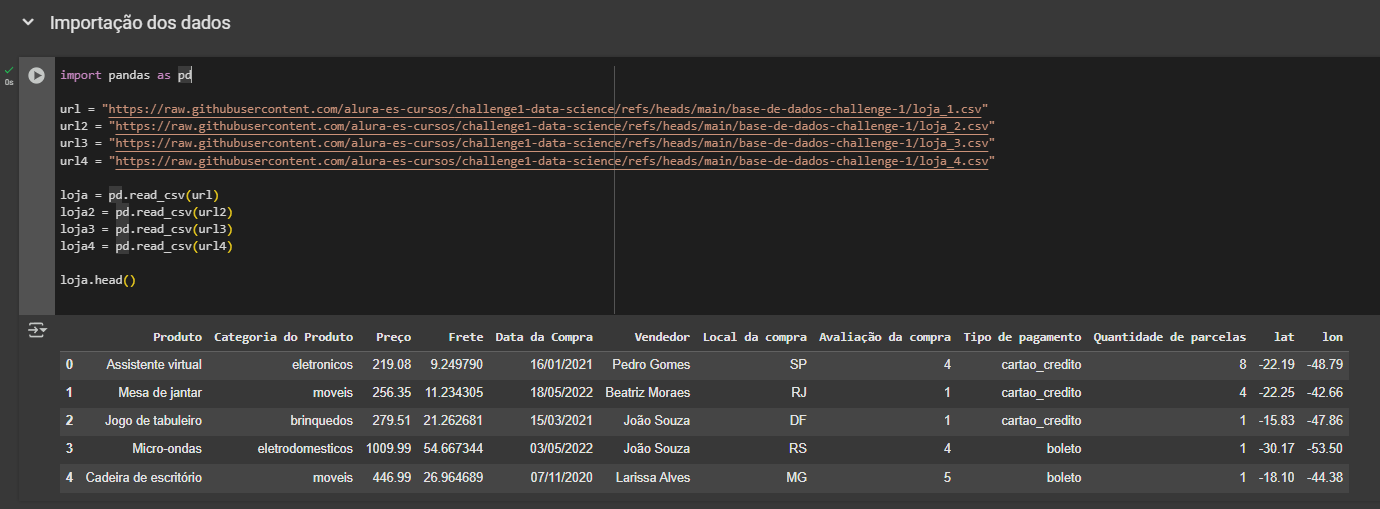 Importação dos dados
0s
import pandas as pd
url = "https://raw.githubusercontent.com/alura-es-cursos/challenge1-data-science/refs/heads/main/base-de-dados-challenge-1/loja_1.csv"
url2 = "https://raw.githubusercontent.com/alura-es-cursos/challenge1-data-science/refs/heads/main/base-de-dados-challenge-1/loja_2.csv"
url3 = "https://raw.githubusercontent.com/alura-es-cursos/challenge1-data-science/refs/heads/main/base-de-dados-challenge-1/loja_3.csv"
url4 = "https://raw.githubusercontent.com/alura-es-cursos/challenge1-data-science/refs/heads/main/base-de-dados-challenge-1/loja_4.csv"
loja = pd.read_csv(url)
loja2 = pd.read_csv(url2)
loja3 = pd.read_csv(url3)
loja4 = pd.read_csv(url4)
loja.head()
Produto Categoria do Produto Preço Frete Data da Compra Vendedor Local da compra Avaliação da compra Tipo de pagamento Quantidade de parcelas lat lon
0 Assistente virtual eletronicos 219.08 9.249790 16/01/2021 Pedro Gomes SP 4 cartao_credito 8 -22.19 -48.79
1 Mesa de jantar moveis 256.35 11.234305 18/05/2022 Beatriz Moraes RJ 1 cartao_credito 4 -22.25 -42.66
2 Jogo de tabuleiro brinquedos 279.51 21.262681 15/03/2021 João Souza DF 1 cartao_credito 1 -15.83 -47.86
3 Micro-ondas eletrodomesticos 1009.99 54.667344 03/05/2022 João Souza RS 4 boleto 1 -30.17 -53.50
4 Cadeira de escritório moveis 446.99 26.964689 07/11/2020 Larissa Alves MG 5 boleto 1 -18.10 -44.38